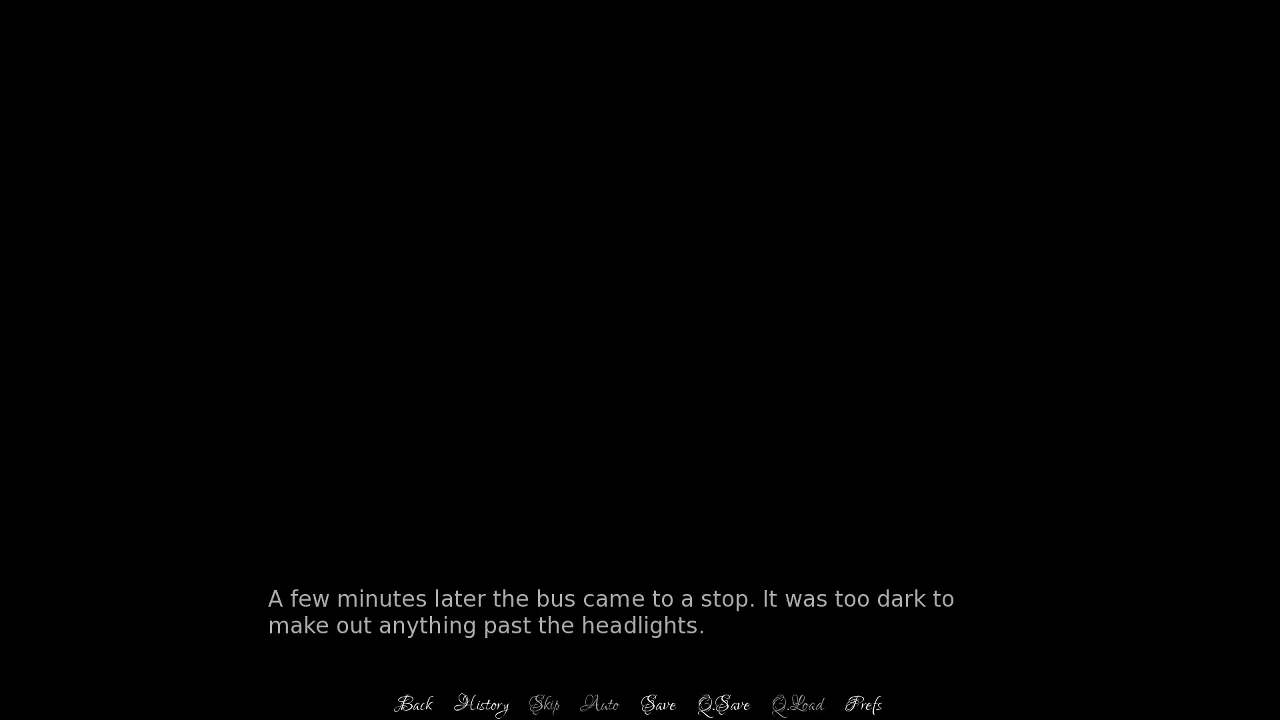 A few minutes later the bus came to a stop. It was too dark to
make out anything past the headlights.
Back History Skip Auto Save Q.Save Q.Load Prefs